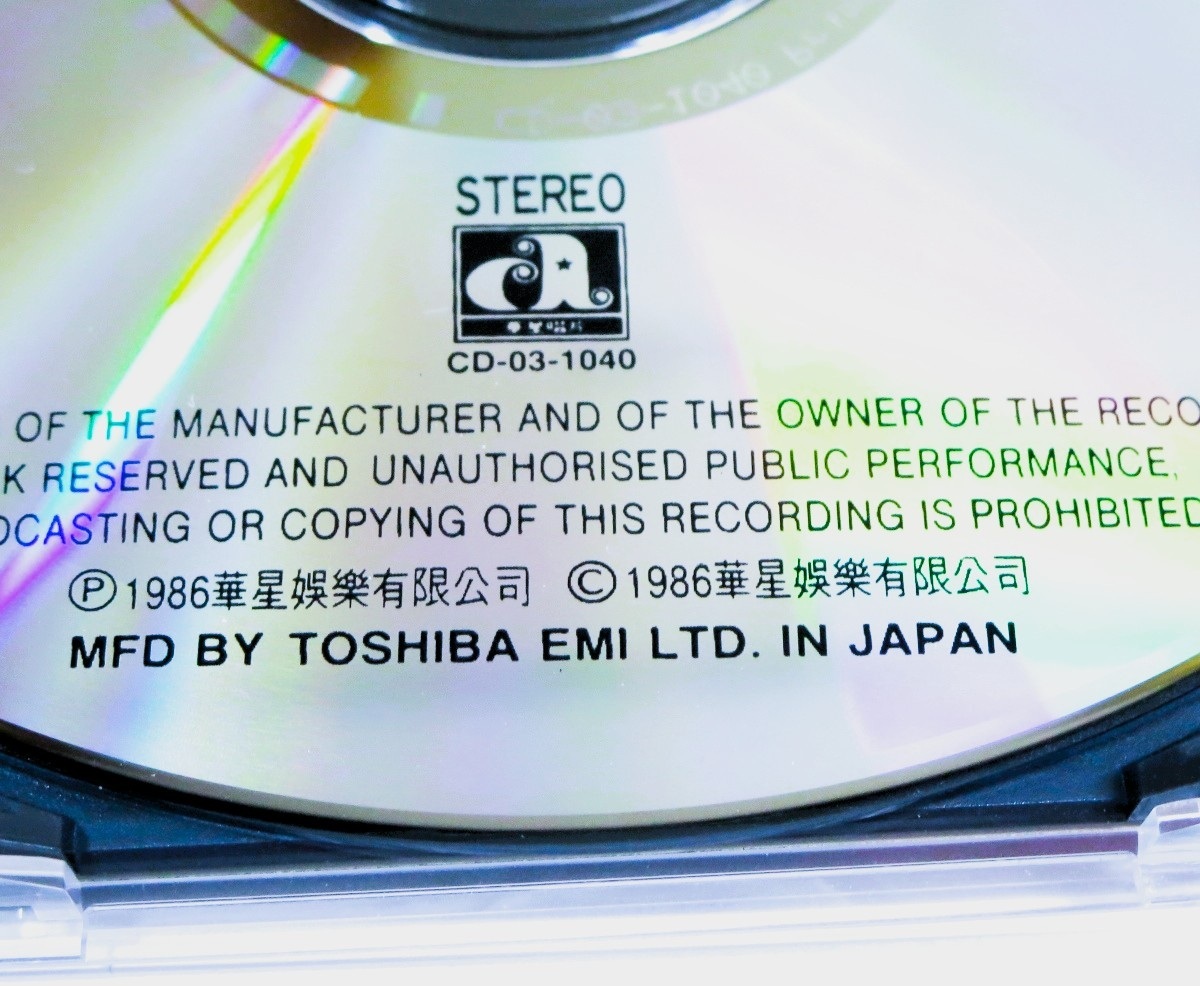 -03-1040
STEREO
CD-03-1040
OF THE MANUFACTURER AND OF THE OWNER OF THE RECO
K RESERVED AND UNAUTHORISED PUBLIC PERFORMANCE,
DCASTING OR COPYING OF THIS RECORDING IS PROHIBITED
Ⓟ1986華星娛樂有限公司 ©1986華星娛樂有限公司
MFD BY TOSHIBA EMI LTD. IN JAPAN